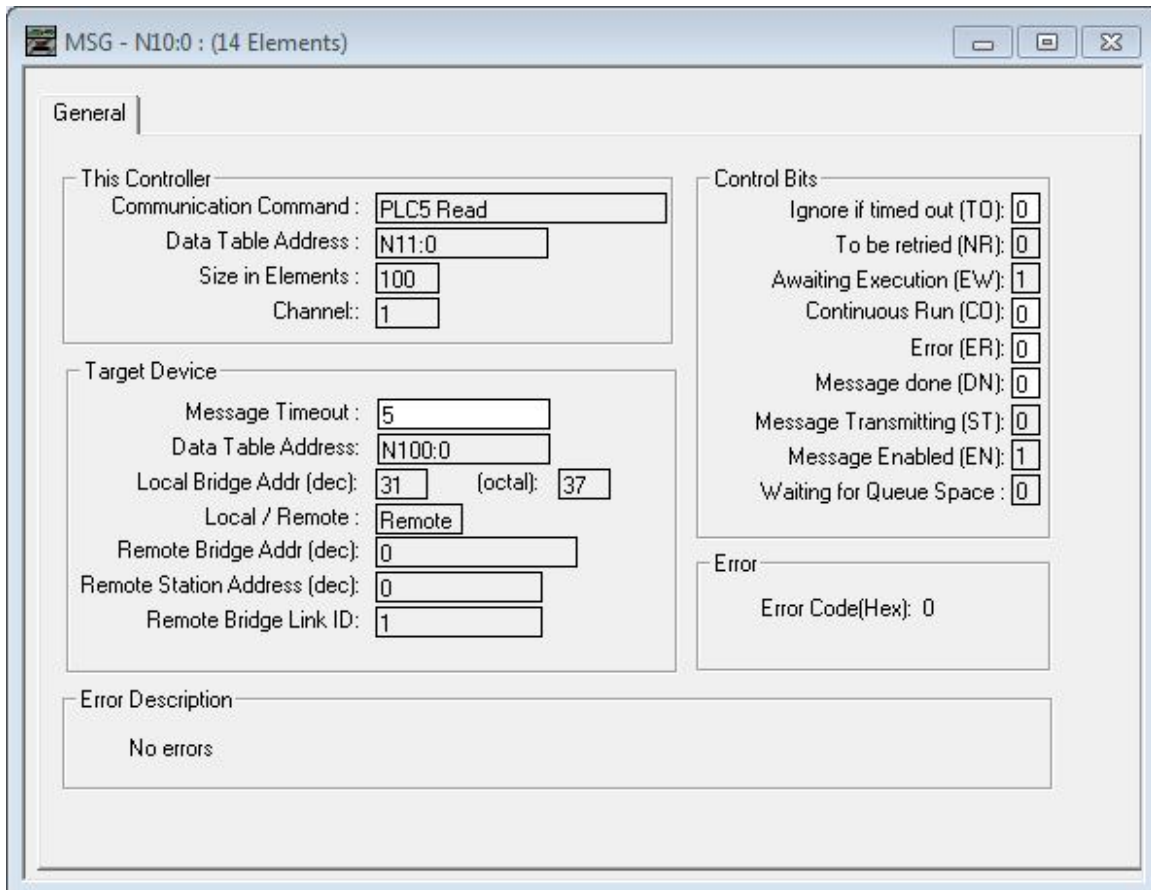 MSG - N10:0 : (14 Elements)
General
This Controller
Communication Command : PLC5 Read
Data Table Address : N11:0
Size in Elements : 100
Channel:: 1
Target Device
Message Timeout : 5
Data Table Address: N100:0
Local Bridge Addr (dec): 31 (octal): 37
Local / Remote : Remote
Remote Bridge Addr (dec): 0
Remote Station Address (dec): 0
Remote Bridge Link ID: 1
Control Bits
Ignore if timed out (TO): 0
To be retried (NR): 0
Awaiting Execution (EW): 1
Continuous Run (CO): 0
Error (ER): 0
Message done (DN): 0
Message Transmitting (ST): 0
Message Enabled (EN): 1
Waiting for Queue Space : 0
Error
Error Code(Hex): 0
Error Description
No errors